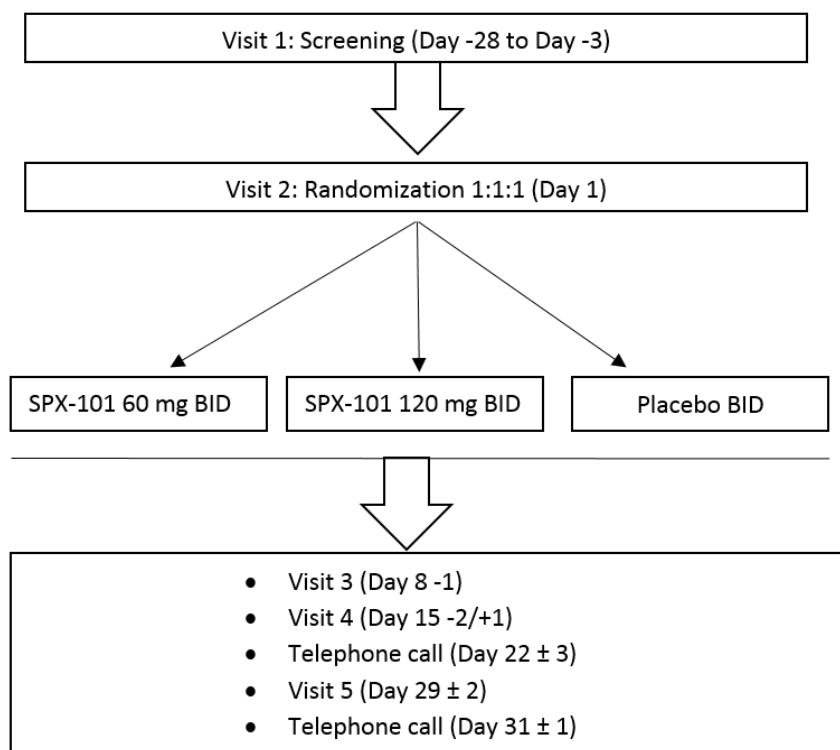 Visit 1: Screening (Day -28 to Day -3)
Visit 2: Randomization 1:1:1 (Day 1)
SPX-101 60 mg BID
SPX-101 120 mg BID
Placebo BID
• Visit 3 (Day 8 -1)
• Visit 4 (Day 15 -2/+1)
• Telephone call (Day 22 ± 3)
• Visit 5 (Day 29 ± 2)
• Telephone call (Day 31 ± 1)